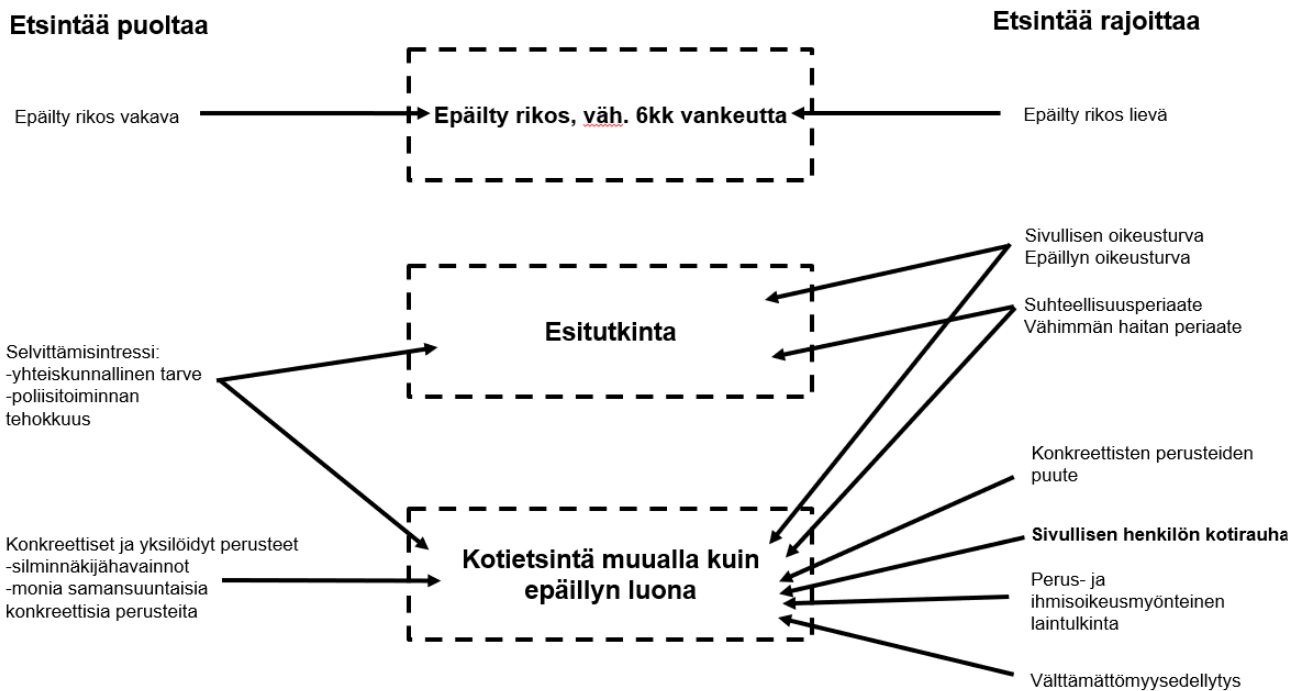 Etsintää puoltaa
Etsintää rajoittaa
Epäilty rikos vakava
Epäilty rikos, väh. 6kk vankeutta
Epäilty rikos lievä
Sivullisen oikeusturva
Epäillyn oikeusturva
Suhteellisuusperiaate
Vähimmän haitan periaate
Esitutkinta
Selvittämisintressi:
-yhteiskunnallinen tarve
-poliisitoiminnan
tehokkuus
Konkreettisten perusteiden
puute
Konkreettiset ja yksilöidyt perusteet
-silminnäkijähavainnot
-monia samansuuntaisia
konkreettisia perusteita
Kotietsintä muualla kuin
epäillyn luona
Sivullisen henkilön kotirauha
Perus- ja
ihmisoikeusmyönteinen
laintulkinta
Välttämättömyysedellytys